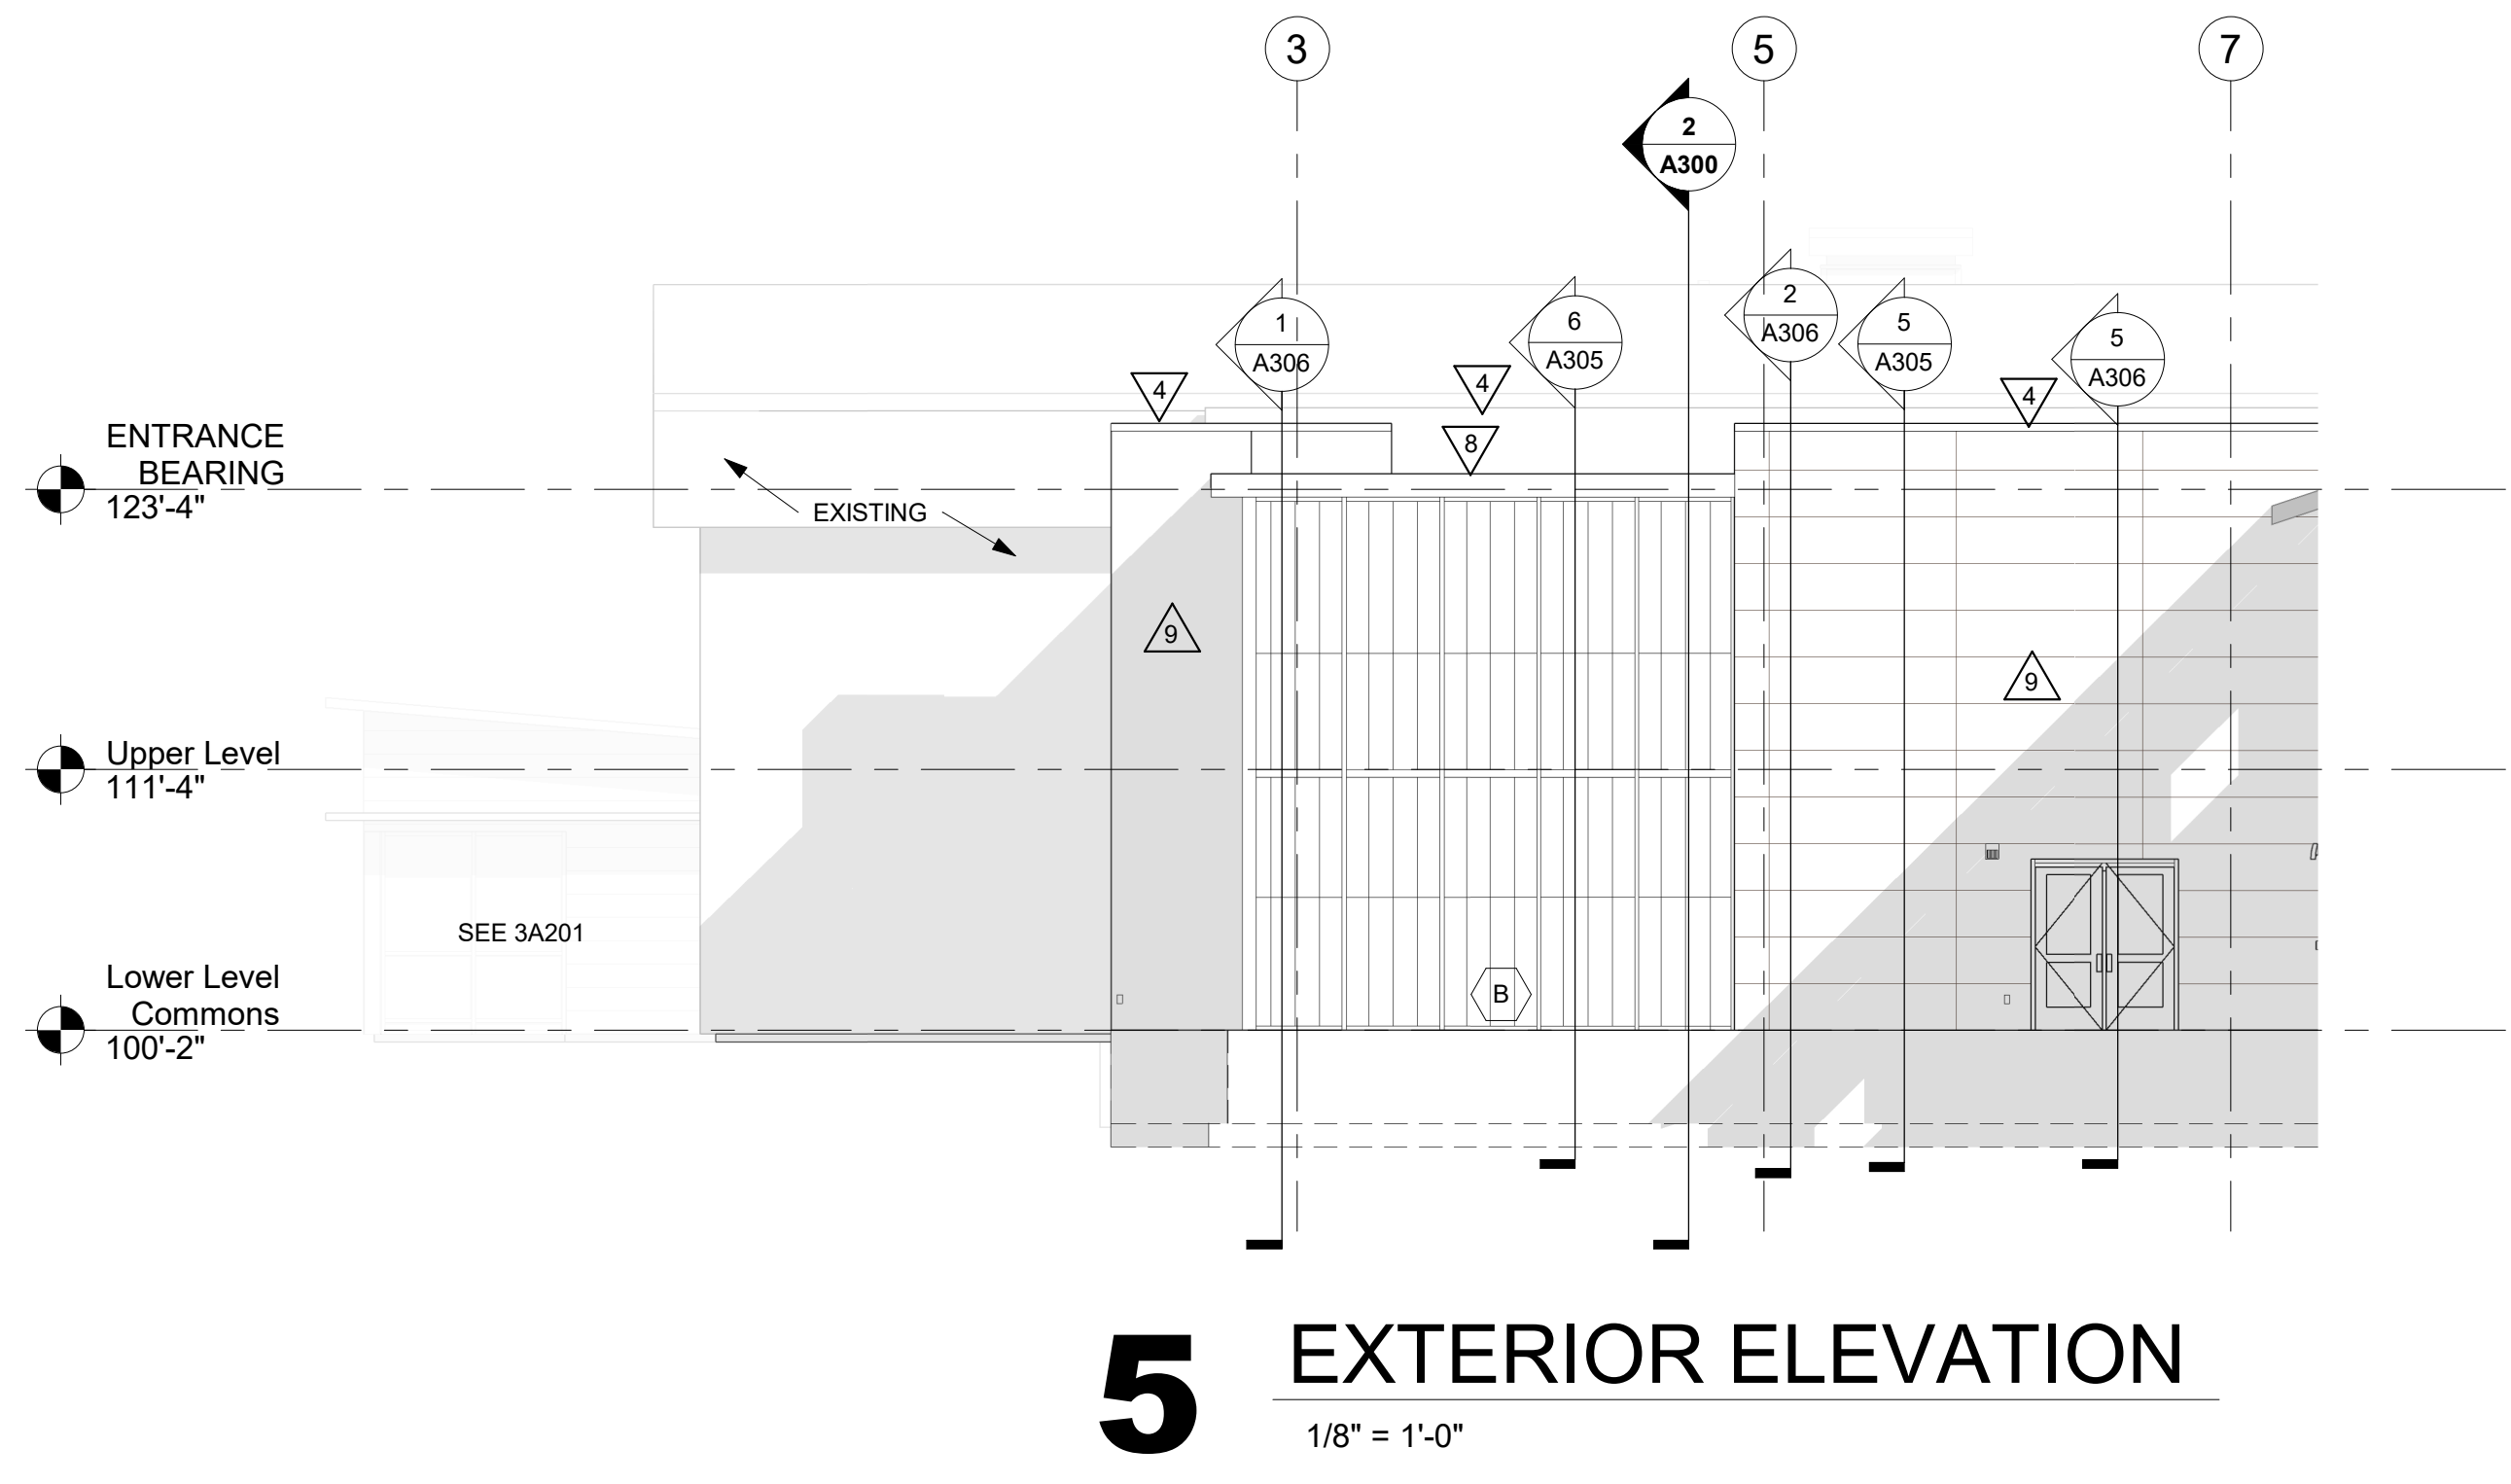 3
5
7
2
A300
2
A306
1
A306
6
A305
5
A305
5
A306
4
4
4
8
ENTRANCE
BEARING
123'-4"
EXISTING
9
9
Upper Level
111'-4"
SEE 3A201
Lower Level
Commons
100'-2"
B
5
EXTERIOR ELEVATION
1/8" = 1'-0"